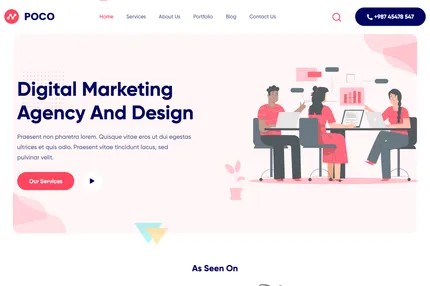 POCO
Home Services About Us Portfolio Blog Contact Us
+987 45478 547
Digital Marketing
Agency And Design
Praesent non pharetra lorem. Quisque vitae eros ut dui egestas
ultrices et quis odio. Praesent vitae tincidunt lacus, sed
pulvinar velit.
Our Services
As Seen On